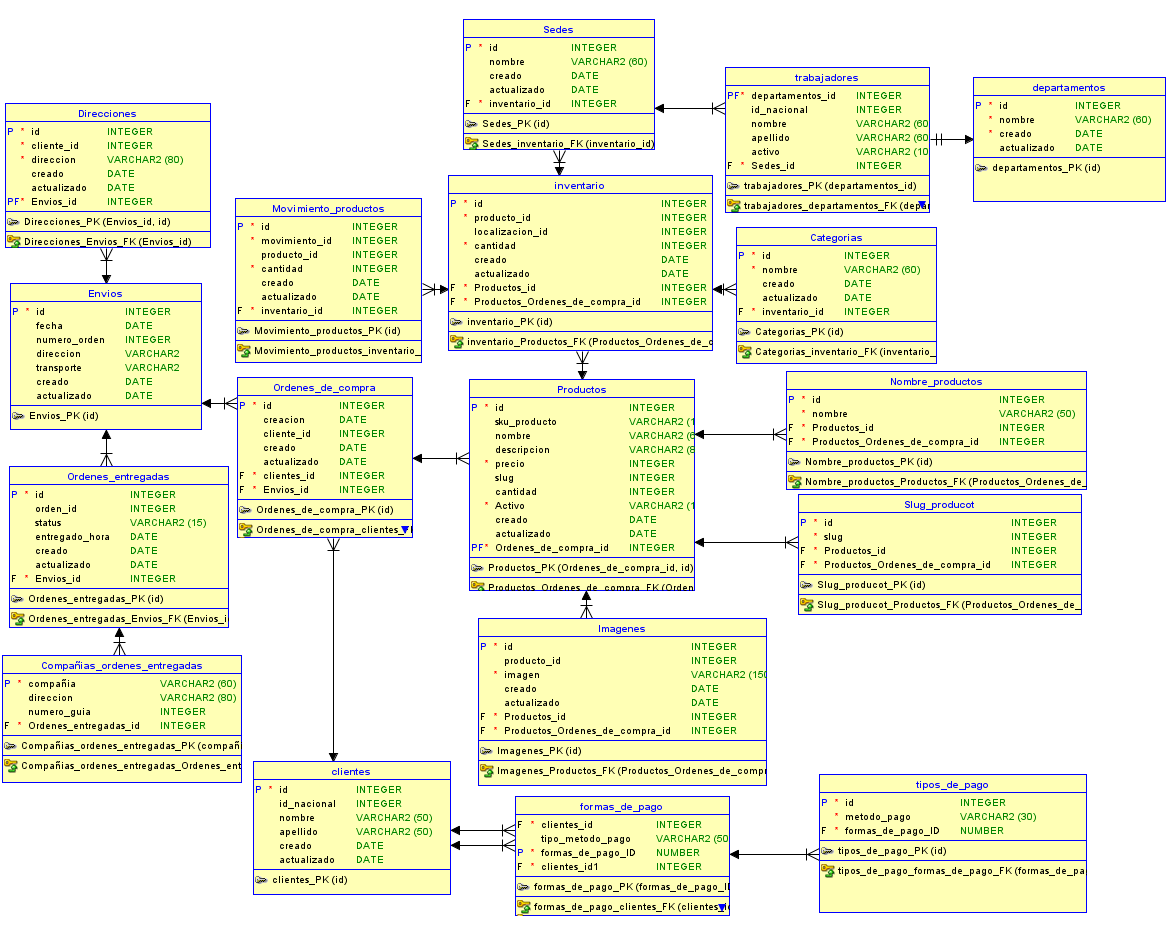 Sedes
P * id INTEGER
nombre VARCHAR2 (60)
creado DATE
actualizado DATE
F * inventario_id INTEGER
Sedes_PK (id)
Sedes_inventario_FK (inventario_id)
trabajadores
PF* departamentos_id INTEGER
id_nacional INTEGER
nombre VARCHAR2 (60
apellido VARCHAR2 (60
activo VARCHAR2 (10
F * Sedes_id INTEGER
trabajadores_PK (departamentos_id)
trabajadores_departamentos_FK (depar
departamentos
P * id INTEGER
* nombre VARCHAR2 (60)
* creado DATE
actualizado DATE
departamentos_PK (id)
Direcciones
P * id INTEGER
* cliente_id INTEGER
* direccion VARCHAR2 (80)
creado DATE
actualizado DATE
PF* Envios_id INTEGER
Direcciones_PK (Envios_id, id)
Direcciones_Envios_FK (Envios_id)
Movimiento_productos
P * id INTEGER
* movimiento_id INTEGER
producto_id INTEGER
* cantidad INTEGER
creado DATE
actualizado DATE
F * inventario_id INTEGER
Movimiento_productos_PK (id)
Movimiento_productos_inventario_
inventario
P * id INTEGER
* producto_id INTEGER
localizacion_id INTEGER
* cantidad INTEGER
creado DATE
actualizado DATE
F * Productos_id INTEGER
F * Productos_Ordenes_de_compra_id INTEGER
inventario_PK (id)
inventario_Productos_FK (Productos_Ordenes_de_c
Categorias
P * id INTEGER
* nombre VARCHAR2 (60)
creado DATE
actualizado DATE
F * inventario_id INTEGER
Categorias_PK (id)
Categorias_inventario_FK (inventario_
Envios
P * id INTEGER
fecha DATE
numero_orden INTEGER
direccion VARCHAR2
transporte VARCHAR2
creado DATE
actualizado DATE
Envios_PK (id)
Ordenes_de_compra
P * id INTEGER
creacion DATE
cliente_id INTEGER
creado DATE
actualizado DATE
F * clientes_id INTEGER
F * Envios_id INTEGER
Ordenes_de_compra_PK (id)
Ordenes_de_compra_clientes_
Productos
P * id INTEGER
sku_producto VARCHAR2 (1
nombre VARCHAR2 (6
descripcion VARCHAR2 (8
* precio INTEGER
slug INTEGER
cantidad INTEGER
* Activo VARCHAR2 (1
creado DATE
actualizado DATE
PF* Ordenes_de_compra_id INTEGER
Productos_PK (Ordenes_de_compra_id, id)
Productos_Ordenes_de_compra_FK (Orden
Nombre_productos
P * id INTEGER
* nombre VARCHAR2 (50)
F * Productos_id INTEGER
F * Productos_Ordenes_de_compra_id INTEGER
Nombre_productos_PK (id)
Nombre_productos_Productos_FK (Productos_Ordenes_de_
Slug_producot
P * id INTEGER
* slug INTEGER
F * Productos_id INTEGER
F * Productos_Ordenes_de_compra_id INTEGER
Slug_producot_PK (id)
Slug_producot_Productos_FK (Productos_Ordenes_de_
Ordenes_entregadas
P * id INTEGER
orden_id INTEGER
status VARCHAR2 (15)
entregado_hora DATE
creado DATE
actualizado DATE
F * Envios_id INTEGER
Ordenes_entregadas_PK (id)
Ordenes_entregadas_Envios_FK (Envios_i
Imagenes
P * id INTEGER
producto_id INTEGER
* imagen VARCHAR2 (150
creado DATE
actualizado DATE
F * Productos_id INTEGER
F * Productos_Ordenes_de_compra_id INTEGER
Imagenes_PK (id)
Imagenes_Productos_FK (Productos_Ordenes_de_compr
Compañias_ordenes_entregadas
P * compañia VARCHAR2 (60)
direccion VARCHAR2 (80)
numero_guia INTEGER
F * Ordenes_entregadas_id INTEGER
Compañias_ordenes_entregadas_PK (compañ
Compañias_ordenes_entregadas_Ordenes_ent
clientes
P * id INTEGER
id_nacional INTEGER
nombre VARCHAR2 (50)
apellido VARCHAR2 (50)
creado DATE
actualizado DATE
clientes_PK (id)
formas_de_pago
F * clientes_id INTEGER
tipo_metodo_pago VARCHAR2 (50
P * formas_de_pago_ID NUMBER
F * clientes_id1 INTEGER
formas_de_pago_PK (formas_de_pago_I
formas_de_pago_clientes_FK (clientes_
tipos_de_pago
P * id INTEGER
* metodo_pago VARCHAR2 (30)
F * formas_de_pago_ID NUMBER
tipos_de_pago_PK (id)
tipos_de_pago_formas_de_pago_FK (formas_de_pa